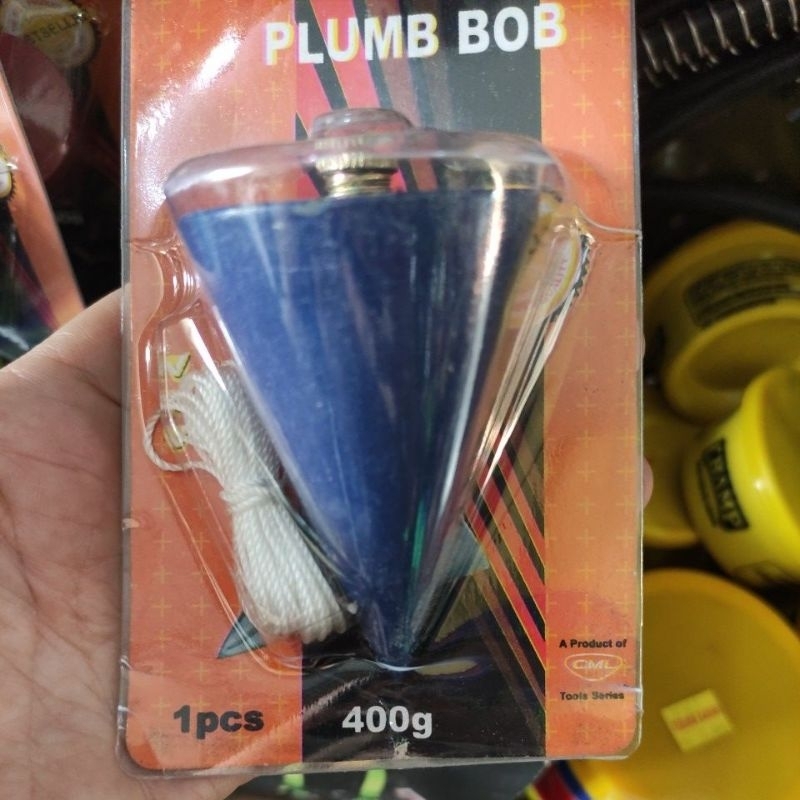 PLUMB BOB
A Product of
CML
Tools Series
1pcs
400g